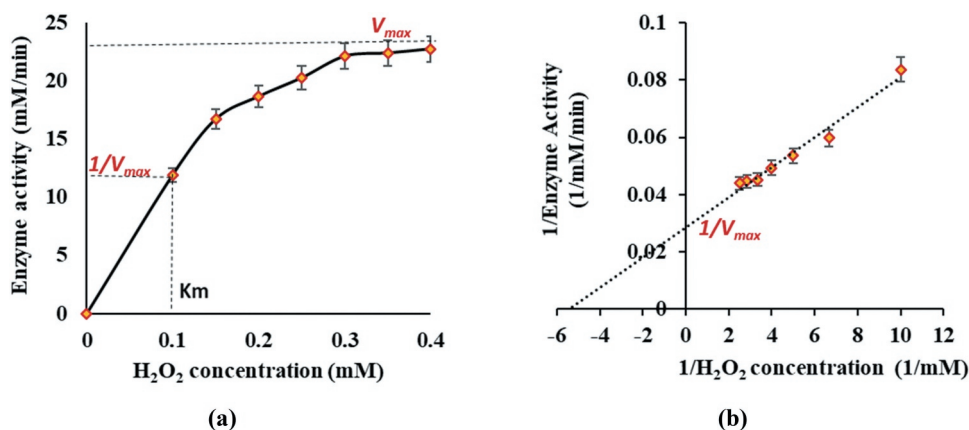 25
20
15
10
5
0
0
0.1
0.2
0.3
0.4
Enzyme activity (mM/min)
H₂O₂ concentration (mM)
V_max
1/V_max
Km
(a)
0.1
0.08
0.06
0.04
0.02
0
-6
-4
-2
0
2
4
6
8
10
12
1/Enzyme Activity
(1/mM/min)
1/V_max
1/H₂O₂ concentration (1/mM)
(b)